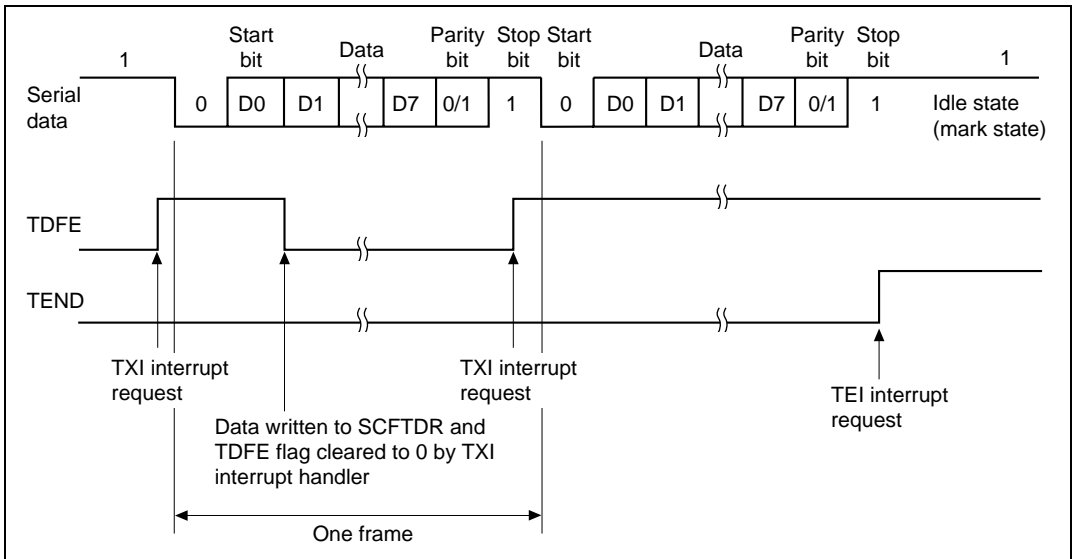 Start bit Data Parity bit Stop bit Start bit Data Parity bit Stop bit
1 1
Serial data 0 D0 D1 D7 0/1 1 0 D0 D1 D7 0/1 1 Idle state (mark state)
TDFE
TEND
TXI interrupt request
TXI interrupt request
TEI interrupt request
Data written to SCFTDR and
TDFE flag cleared to 0 by TXI
interrupt handler
One frame